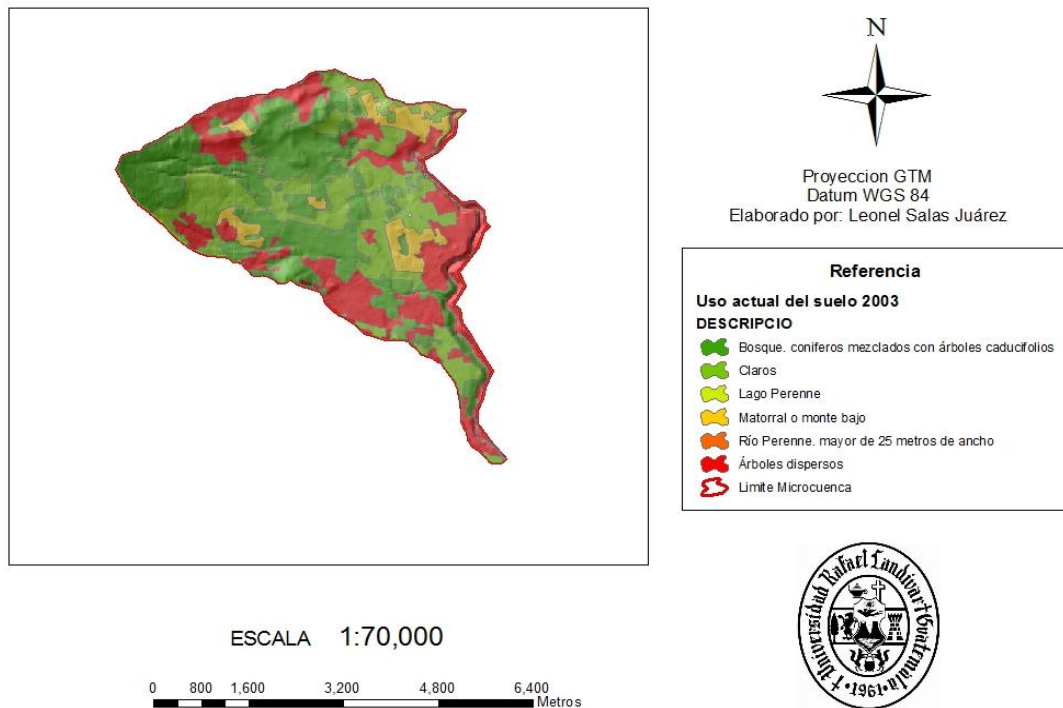 N
Proyeccion GTM
Datum WGS 84
Elaborado por: Leonel Salas Juárez
Referencia
Uso actual del suelo 2003
DESCRIPCIO
Bosque. coniferos mezclados con árboles caducifolios
Claros
Lago Perenne
Matorral o monte bajo
Río Perenne. mayor de 25 metros de ancho
Árboles dispersos
Limite Microcuenca
ESCALA 1:70,000
0 800 1,600 3,200 4,800 6,400
Metros
Universidad Rafael Landivar Guatemala
1961